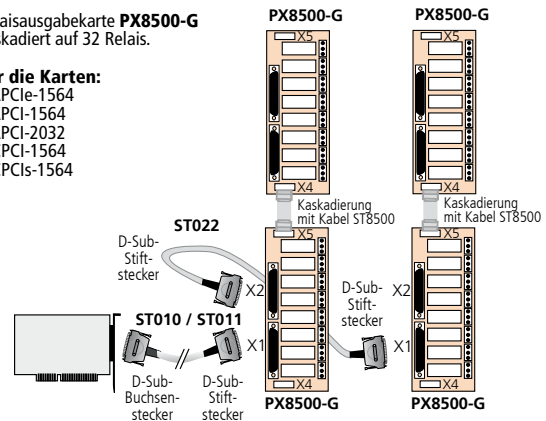 aisausgabekarte PX8500-G
skadiert auf 32 Relais.
r die Karten:
PCIe-1564
PCI-1564
PCI-2032
PCI-1564
PCIs-1564
PX8500-G
PX8500-G
X5
X5
X4
X4
Kaskadierung
mit Kabel ST8500
Kaskadierung
mit Kabel ST8500
X5
X5
ST022
D-Sub-
Stift-
stecker
X2
D-Sub-
Stift-
stecker
X2
ST010 / ST011
X1
X1
D-Sub-
Buchsen-
stecker
D-Sub-
Stift-
stecker
X4
X4
PX8500-G
PX8500-G